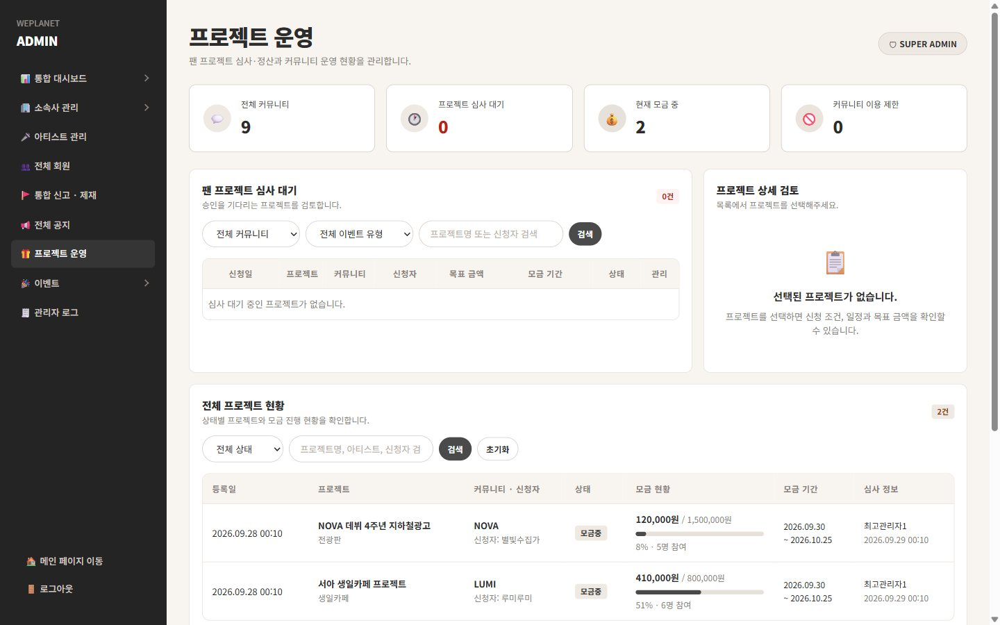 WEPLANET
ADMIN
통합 대시보드
소속사 관리
아티스트 관리
전체 회원
통합 신고 · 제재
전체 공지
프로젝트 운영
이벤트
관리자 로그
메인 페이지 이동
로그아웃
프로젝트 운영
팬 프로젝트 심사·정산과 커뮤니티 운영 현황을 관리합니다.
SUPER ADMIN
전체 커뮤니티
9
프로젝트 심사 대기
0
현재 모금 중
2
커뮤니티 이용 제한
0
팬 프로젝트 심사 대기
승인을 기다리는 프로젝트를 검토합니다.
0건
전체 커뮤니티 전체 이벤트 유형 프로젝트명 또는 신청자 검색 검색
신청일 프로젝트 커뮤니티 신청자 목표 금액 모금 기간 상태 관리
심사 대기 중인 프로젝트가 없습니다.
프로젝트 상세 검토
목록에서 프로젝트를 선택해주세요.
선택된 프로젝트가 없습니다.
프로젝트를 선택하면 신청 조건, 일정과 목표 금액을 확인할
수 있습니다.
전체 프로젝트 현황
상태별 프로젝트와 모금 진행 현황을 확인합니다.
2건
전체 상태 프로젝트명, 아티스트, 신청자 검 검색 초기화
등록일 프로젝트 커뮤니티 · 신청자 상태 모금 현황 모금 기간 심사 정보
2026.09.28 00:10
NOVA 데뷔 4주년 지하철광고
전광판
NOVA
신청자: 별빛수집가
모금중
120,000원 / 1,500,000원
8% · 5명 참여
2026.09.30
~ 2026.10.25
최고관리자1
2026.09.29 00:10
2026.09.28 00:10
서아 생일카페 프로젝트
생일카페
LUMI
신청자: 루미루미
모금중
410,000원 / 800,000원
51% · 6명 참여
2026.09.30
~ 2026.10.25
최고관리자1
2026.09.29 00:10